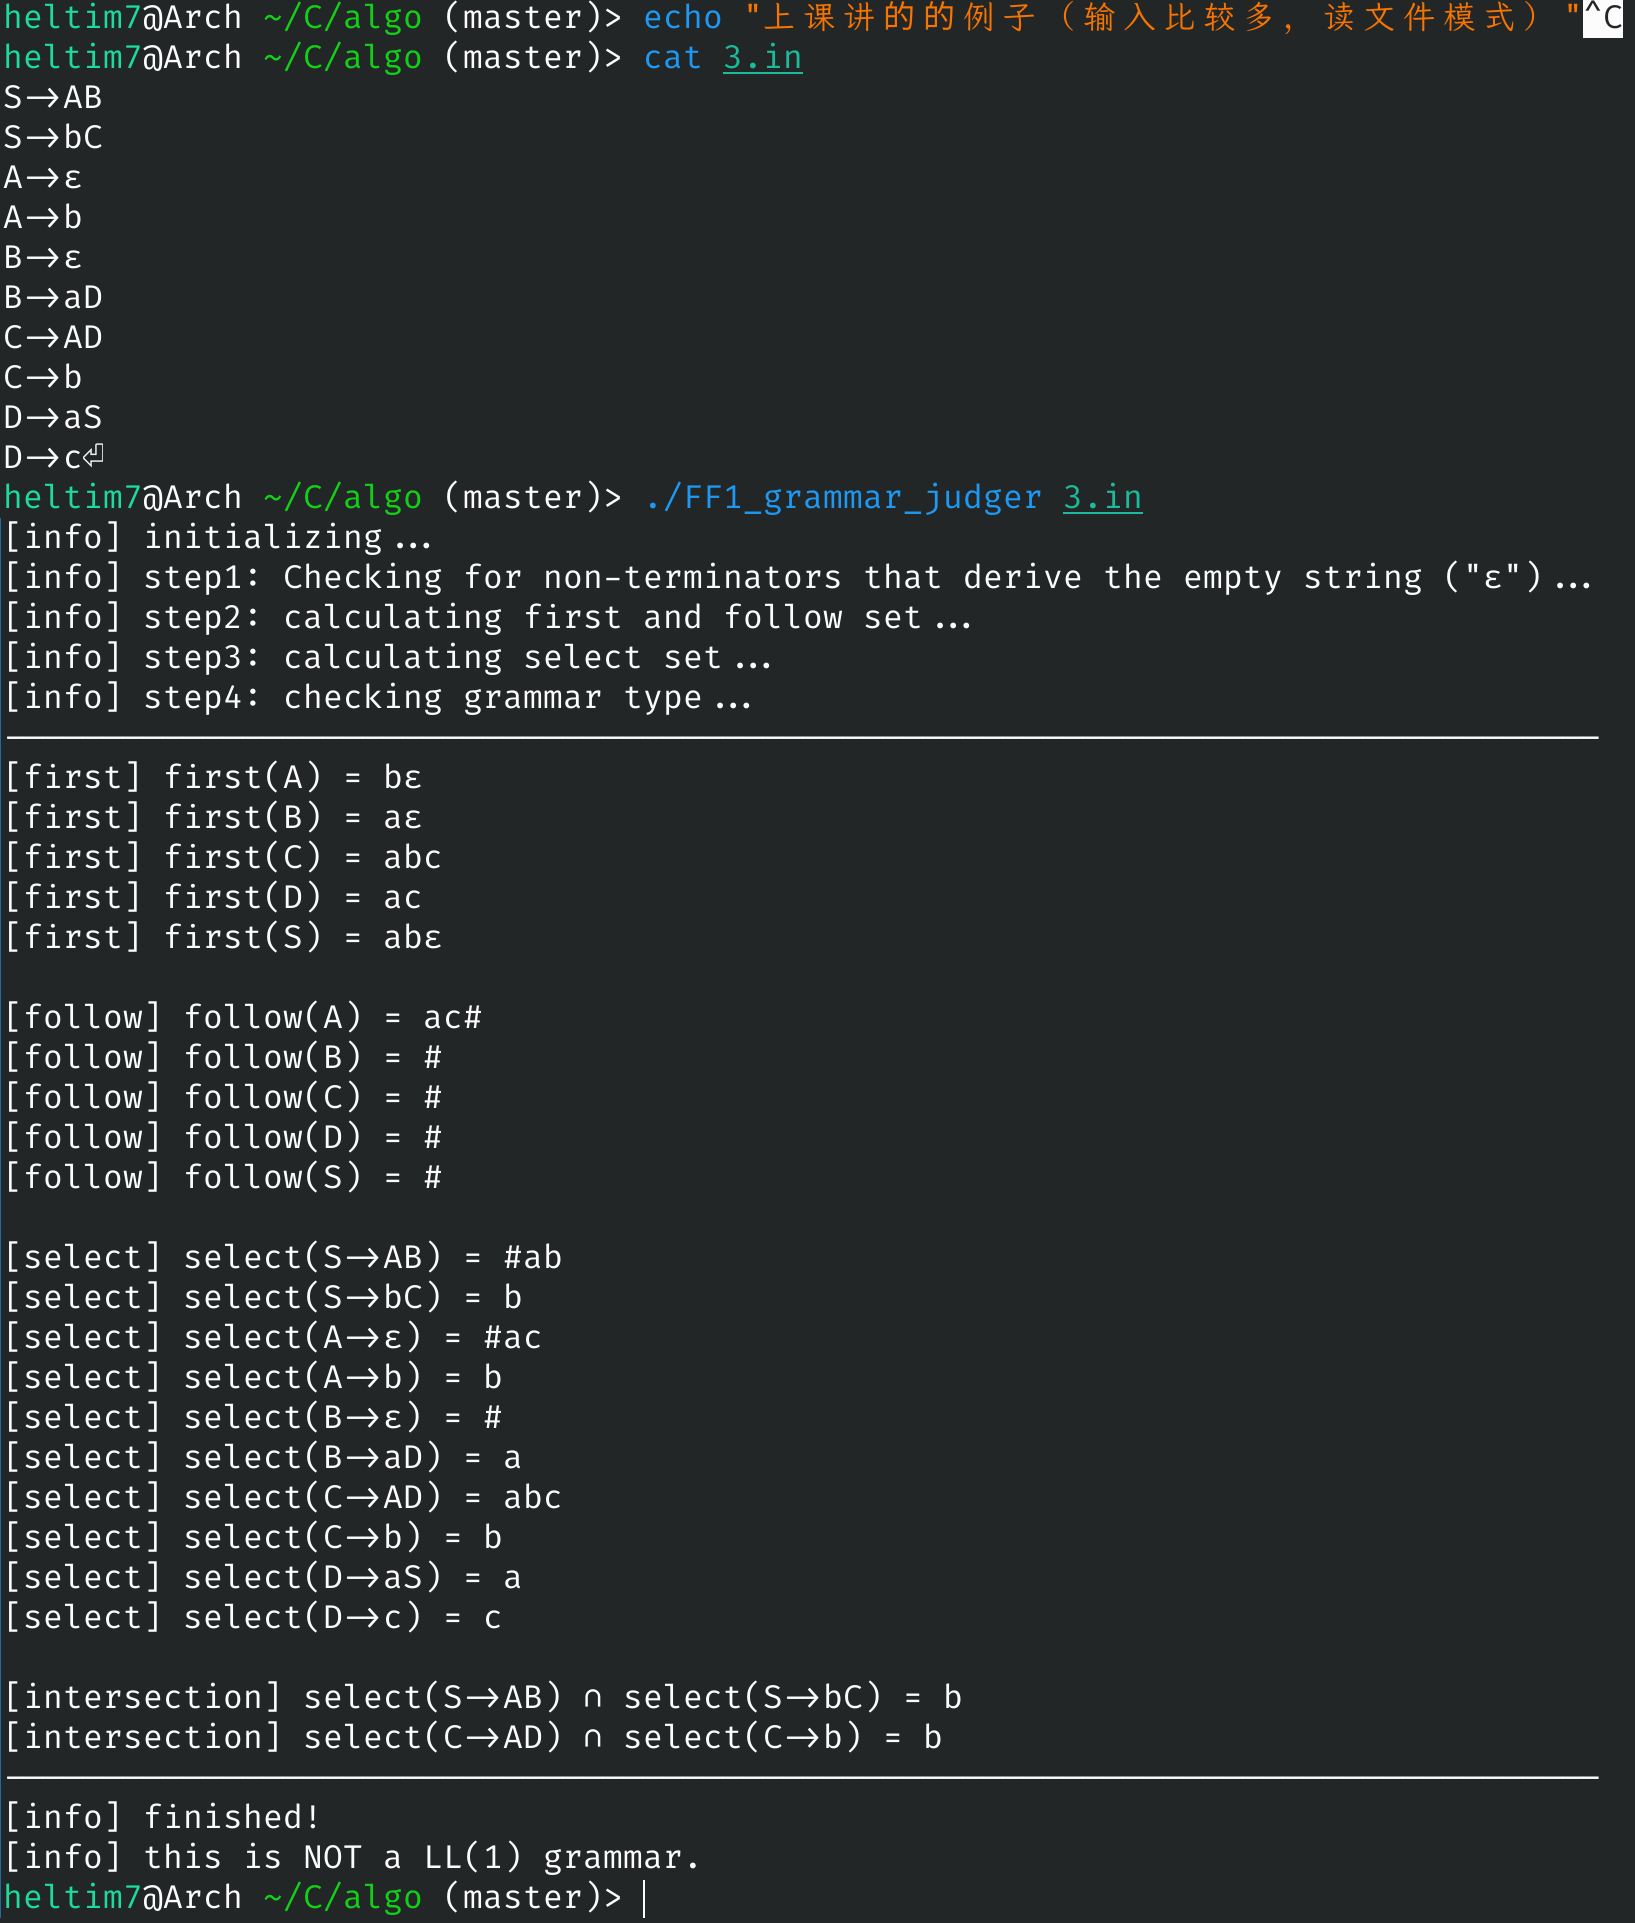 heltim7@Arch ~/C/algo (master)> echo "上课讲的的例子（输入比较多，读文件模式）"^C
heltim7@Arch ~/C/algo (master)> cat 3.in
S->AB
S->bC
A->ε
A->b
B->ε
B->aD
C->AD
C->b
D->aS
D->c⏎
heltim7@Arch ~/C/algo (master)> ./FF1_grammar_judger 3.in
[info] initializing...
[info] step1: Checking for non-terminators that derive the empty string ("ε")...
[info] step2: calculating first and follow set...
[info] step3: calculating select set...
[info] step4: checking grammar type...
[first] first(A) = bε
[first] first(B) = aε
[first] first(C) = abc
[first] first(D) = ac
[first] first(S) = abε
[follow] follow(A) = ac#
[follow] follow(B) = #
[follow] follow(C) = #
[follow] follow(D) = #
[follow] follow(S) = #
[select] select(S->AB) = #ab
[select] select(S->bC) = b
[select] select(A->ε) = #ac
[select] select(A->b) = b
[select] select(B->ε) = #
[select] select(B->aD) = a
[select] select(C->AD) = abc
[select] select(C->b) = b
[select] select(D->aS) = a
[select] select(D->c) = c
[intersection] select(S->AB) ∩ select(S->bC) = b
[intersection] select(C->AD) ∩ select(C->b) = b
[info] finished!
[info] this is NOT a LL(1) grammar.
heltim7@Arch ~/C/algo (master)>